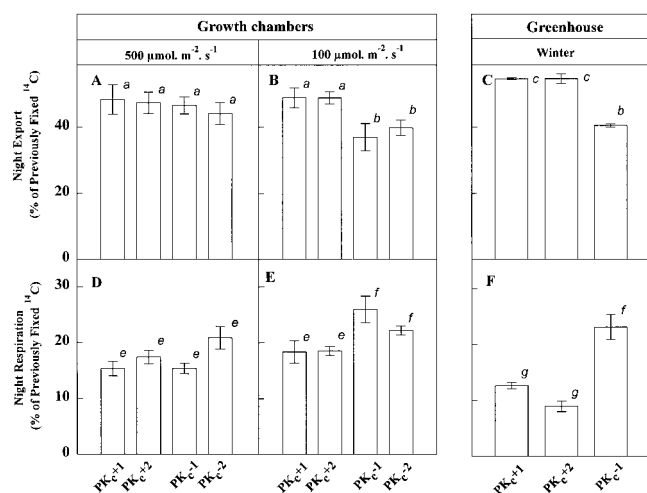 Growth chambers
Greenhouse
500 µmol. m⁻². s⁻¹
100 µmol. m⁻². s⁻¹
Winter
Night Export
(% of Previously Fixed ¹⁴C)
A
a
a
a
a
B
a
a
b
b
C
c
c
b
40
20
0
Night Respiration
(% of Previously Fixed ¹⁴C)
D
e
e
e
e
E
e
e
f
f
F
g
g
f
30
20
10
0
PKc+1
PKc+2
PKc-1
PKc-2
PKc+1
PKc+2
PKc-1
PKc-2
PKc+1
PKc+2
PKc-1